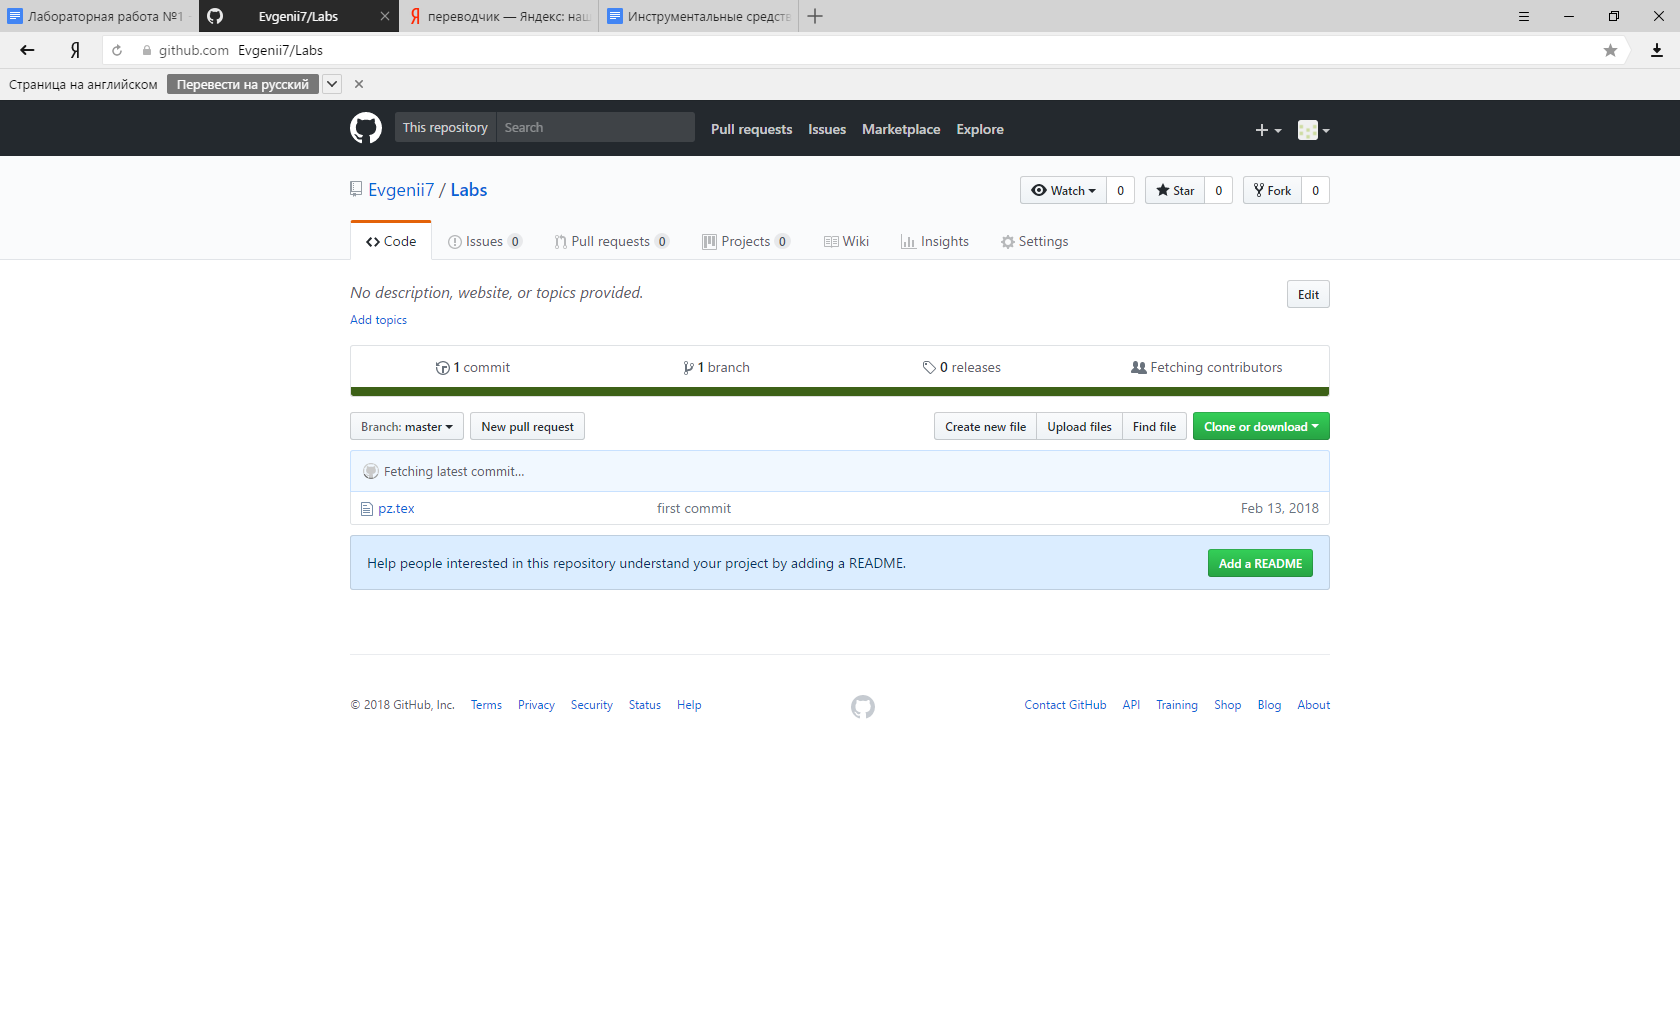 Лабораторная работа №1
Evgenii7/Labs
переводчик — Яндекс: наш
Инструментальные средств
Я
github.com Evgenii7/Labs
Страница на английском Перевести на русский
This repository Search Pull requests Issues Marketplace Explore
Evgenii7 / Labs
Watch 0 Star 0 Fork 0
Code Issues 0 Pull requests 0 Projects 0 Wiki Insights Settings
No description, website, or topics provided. Edit
Add topics
1 commit 1 branch 0 releases Fetching contributors
Branch: master New pull request Create new file Upload files Find file Clone or download
Fetching latest commit…
pz.tex first commit Feb 13, 2018
Help people interested in this repository understand your project by adding a README. Add a README
© 2018 GitHub, Inc. Terms Privacy Security Status Help Contact GitHub API Training Shop Blog About